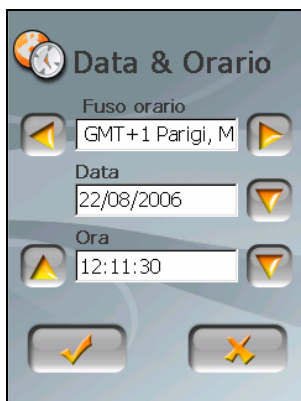 Data & Orario
Fuso orario
GMT+1 Parigi, M
Data
22/08/2006
Ora
12:11:30